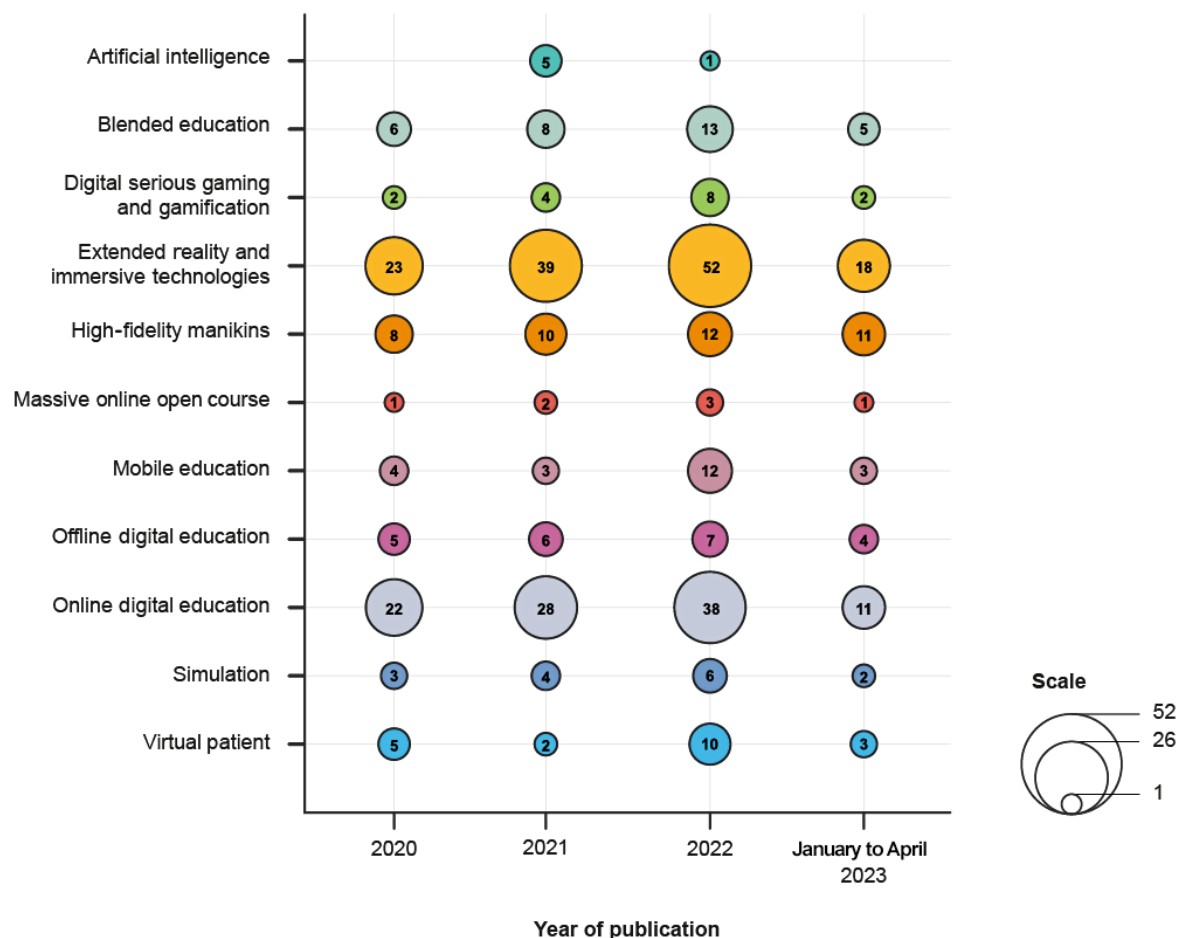 Artificial intelligence
5 1
Blended education
6 8 13 5
Digital serious gaming
and gamification
2 4 8 2
Extended reality and
immersive technologies
23 39 52 18
High-fidelity manikins
8 10 12 11
Massive online open course
1 2 3 1
Mobile education
4 3 12 3
Offline digital education
5 6 7 4
Online digital education
22 28 38 11
Simulation
3 4 6 2
Virtual patient
5 2 10 3
2020 2021 2022 January to April
2023
Year of publication
Scale
52
26
1